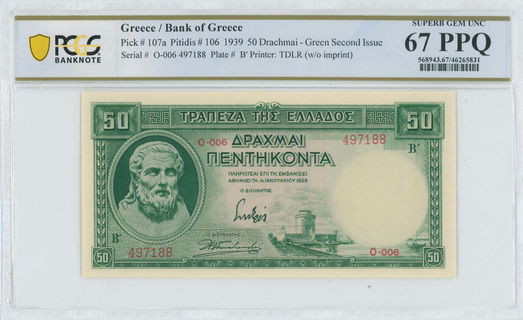 PCGS
BANKNOTE
Greece / Bank of Greece
Pick # 107a Pitidis # 106 1939 50 Drachmai - Green Second Issue
Serial # O-006 497188 Plate # B' Printer: TDLR (w/o imprint)
SUPERB GEM UNC
67 PPQ
568943.67/46265831
50
ΤΡΑΠΕΖΑ ΤΗΣ ΕΛΛΑΔΟΣ
50
O-006
ΔΡΑΧΜΑΙ
497188
ΠΕΝΤΗΚΟΝΤΑ
Β΄
ΠΛΗΡΩΤΕΑΙ ΕΠΙ ΤΗ ΕΜΦΑΝΙΣΕΙ
ΑΘΗΝΗΣΙ ΤΗ 1Η ΙΑΝΟΥΑΡΙΟΥ 1939
Ο ΔΙΟΙΚΗΤΗΣ
Ο ΔΙΕΥΘΥΝΤΗΣ
Β΄
497188
O-006
50
50